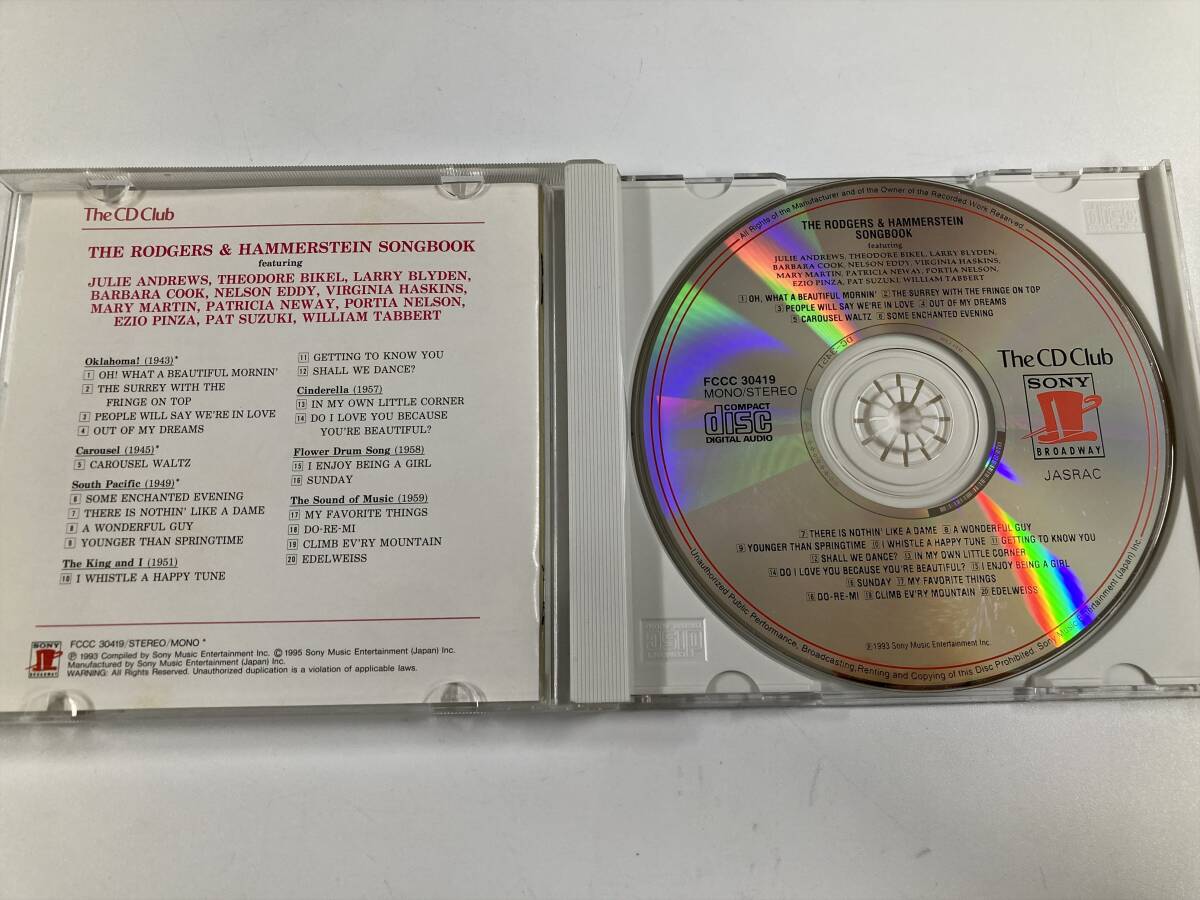 The CD Club
THE RODGERS & HAMMERSTEIN SONGBOOK
featuring
JULIE ANDREWS, THEODORE BIKEL, LARRY BLYDEN,
BARBARA COOK, NELSON EDDY, VIRGINIA HASKINS,
MARY MARTIN, PATRICIA NEWAY, PORTIA NELSON,
EZIO PINZA, PAT SUZUKI, WILLIAM TABBERT
Oklahoma! (1943)*
1 OH! WHAT A BEAUTIFUL MORNIN'
2 THE SURREY WITH THE
FRINGE ON TOP
3 PEOPLE WILL SAY WE'RE IN LOVE
4 OUT OF MY DREAMS
Carousel (1945)*
5 CAROUSEL WALTZ
South Pacific (1949)*
6 SOME ENCHANTED EVENING
7 THERE IS NOTHIN' LIKE A DAME
8 A WONDERFUL GUY
9 YOUNGER THAN SPRINGTIME
The King and I (1951)
10 I WHISTLE A HAPPY TUNE
11 GETTING TO KNOW YOU
12 SHALL WE DANCE?
Cinderella (1957)
13 IN MY OWN LITTLE CORNER
14 DO I LOVE YOU BECAUSE
YOU'RE BEAUTIFUL?
Flower Drum Song (1958)
15 I ENJOY BEING A GIRL
16 SUNDAY
The Sound of Music (1959)
17 MY FAVORITE THINGS
18 DO-RE-MI
19 CLIMB EV'RY MOUNTAIN
20 EDELWEISS
SONY
BROADWAY
FCCC 30419/STEREO/MONO *
Ⓟ 1993 Compiled by Sony Music Entertainment Inc. © 1995 Sony Music Entertainment (Japan) Inc.
Manufactured by Sony Music Entertainment (Japan) Inc.
WARNING: All Rights Reserved. Unauthorized duplication is a violation of applicable laws.
All Rights of the Manufacturer and of the Owner of the Recorded Work Reserved.
THE RODGERS & HAMMERSTEIN
SONGBOOK
featuring
JULIE ANDREWS, THEODORE BIKEL, LARRY BLYDEN,
BARBARA COOK, NELSON EDDY, VIRGINIA HASKINS,
MARY MARTIN, PATRICIA NEWAY, PORTIA NELSON,
EZIO PINZA, PAT SUZUKI, WILLIAM TABBERT
1 OH, WHAT A BEAUTIFUL MORNIN' 2 THE SURREY WITH THE FRINGE ON TOP
3 PEOPLE WILL SAY WE'RE IN LOVE 4 OUT OF MY DREAMS
5 CAROUSEL WALTZ 6 SOME ENCHANTED EVENING
FCCC 30419
MONO/STEREO
COMPACT
disc
DIGITAL AUDIO
The CD Club
SONY
BROADWAY
JASRAC
7 THERE IS NOTHIN' LIKE A DAME 8 A WONDERFUL GUY
9 YOUNGER THAN SPRINGTIME 10 I WHISTLE A HAPPY TUNE 11 GETTING TO KNOW YOU
12 SHALL WE DANCE? 13 IN MY OWN LITTLE CORNER
14 DO I LOVE YOU BECAUSE YOU'RE BEAUTIFUL? 15 I ENJOY BEING A GIRL
16 SUNDAY 17 MY FAVORITE THINGS
18 DO-RE-MI 19 CLIMB EV'RY MOUNTAIN 20 EDELWEISS
Ⓟ1993 Sony Music Entertainment Inc.
Unauthorized Public Performance, Broadcasting, Renting and Copying of this Disc Prohibited. Sony Music Entertainment (Japan) Inc.